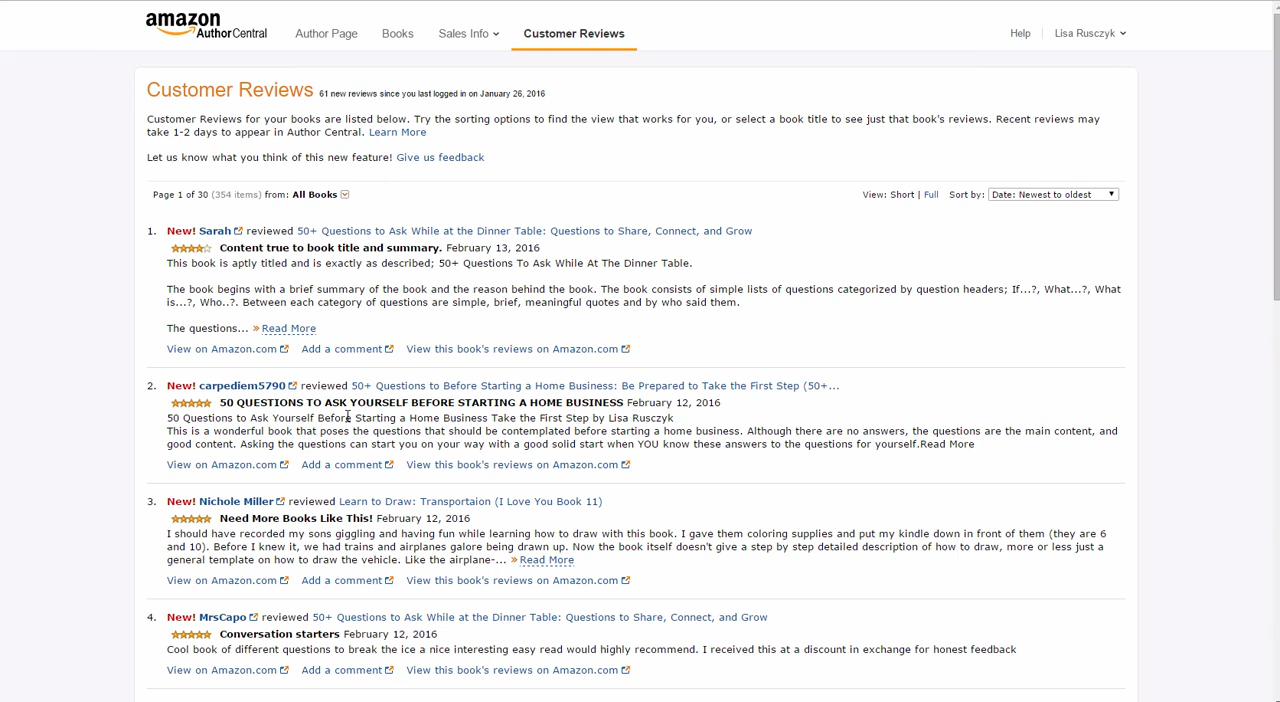 amazon
AuthorCentral
Author Page Books Sales Info Customer Reviews Help Lisa Rusczyk
Customer Reviews 61 new reviews since you last logged in on January 26, 2016
Customer Reviews for your books are listed below. Try the sorting options to find the view that works for you, or select a book title to see just that book's reviews. Recent reviews may
take 1-2 days to appear in Author Central. Learn More
Let us know what you think of this new feature! Give us feedback
Page 1 of 30 (354 items) from: All Books View: Short | Full Sort by: Date: Newest to oldest
1. New! Sarah reviewed 50+ Questions to Ask While at the Dinner Table: Questions to Share, Connect, and Grow
Content true to book title and summary. February 13, 2016
This book is aptly titled and is exactly as described; 50+ Questions To Ask While At The Dinner Table.
The book begins with a brief summary of the book and the reason behind the book. The book consists of simple lists of questions categorized by question headers; If...?, What...?, What
is...?, Who..?. Between each category of questions are simple, brief, meaningful quotes and by who said them.
The questions... » Read More
View on Amazon.com Add a comment View this book's reviews on Amazon.com
2. New! carpediem5790 reviewed 50+ Questions to Before Starting a Home Business: Be Prepared to Take the First Step (50+...
50 QUESTIONS TO ASK YOURSELF BEFORE STARTING A HOME BUSINESS February 12, 2016
50 Questions to Ask Yourself Before Starting a Home Business Take the First Step by Lisa Rusczyk
This is a wonderful book that poses the questions that should be contemplated before starting a home business. Although there are no answers, the questions are the main content, and
good content. Asking the questions can start you on your way with a good solid start when YOU know these answers to the questions for yourself.Read More
View on Amazon.com Add a comment View this book's reviews on Amazon.com
3. New! Nichole Miller reviewed Learn to Draw: Transportaion (I Love You Book 11)
Need More Books Like This! February 12, 2016
I should have recorded my sons giggling and having fun while learning how to draw with this book. I gave them coloring supplies and put my kindle down in front of them (they are 6
and 10). Before I knew it, we had trains and airplanes galore being drawn up. Now the book itself doesn't give a step by step detailed description of how to draw, more or less just a
general template on how to draw the vehicle. Like the airplane-... » Read More
View on Amazon.com Add a comment View this book's reviews on Amazon.com
4. New! MrsCapo reviewed 50+ Questions to Ask While at the Dinner Table: Questions to Share, Connect, and Grow
Conversation starters February 12, 2016
Cool book of different questions to break the ice a nice interesting easy read would highly recommend. I received this at a discount in exchange for honest feedback
View on Amazon.com Add a comment View this book's reviews on Amazon.com